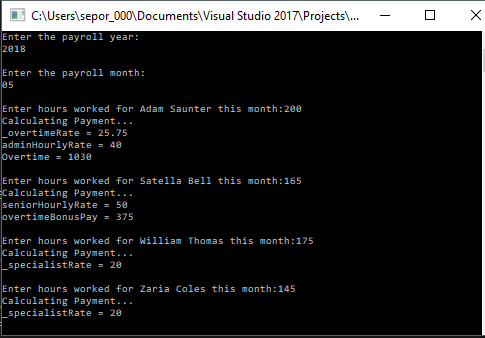 C:\Users\sepor_000\Documents\Visual Studio 2017\Projects\...
Enter the payroll year:
2018
Enter the payroll month:
05
Enter hours worked for Adam Saunter this month:200
Calculating Payment...
_overtimeRate = 25.75
adminHourlyRate = 40
Overtime = 1030
Enter hours worked for Satella Bell this month:165
Calculating Payment...
seniorHourlyRate = 50
overtimeBonusPay = 375
Enter hours worked for William Thomas this month:175
Calculating Payment...
_specialistRate = 20
Enter hours worked for Zaria Coles this month:145
Calculating Payment...
_specialistRate = 20